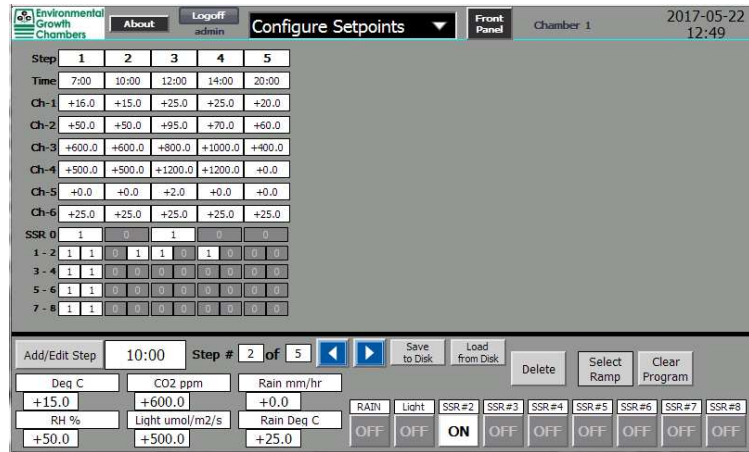 Environmental Growth Chambers
About
Logoff
admin
Configure Setpoints
Front Panel
Chamber 1
2017-05-22
12:49
Step 1 2 3 4 5
Time 7:00 10:00 12:00 14:00 20:00
Ch-1 +16.0 +15.0 +25.0 +25.0 +20.0
Ch-2 +50.0 +50.0 +95.0 +70.0 +60.0
Ch-3 +600.0 +600.0 +800.0 +1000.0 +400.0
Ch-4 +500.0 +500.0 +1200.0 +1200.0 +0.0
Ch-5 +0.0 +0.0 +2.0 +0.0 +0.0
Ch-6 +25.0 +25.0 +25.0 +25.0 +25.0
SSR 0 1 0 1 0 0
1 - 2 1 1 0 1 1 0 1 0 0 0
3 - 4 1 1 0 0 0 0 0 0 0 0
5 - 6 1 1 0 0 0 0 0 0 0 0
7 - 8 1 1 0 0 0 0 0 0 0 0
Add/Edit Step 10:00 Step # 2 of 5
Save to Disk
Load from Disk
Delete
Select Ramp
Clear Program
Deg C CO2 ppm Rain mm/hr
+15.0 +600.0 +0.0
RH % Light umol/m2/s Rain Deg C
+50.0 +500.0 +25.0
RAIN Light SSR#2 SSR#3 SSR#4 SSR#5 SSR#6 SSR#7 SSR#8
OFF OFF ON OFF OFF OFF OFF OFF OFF